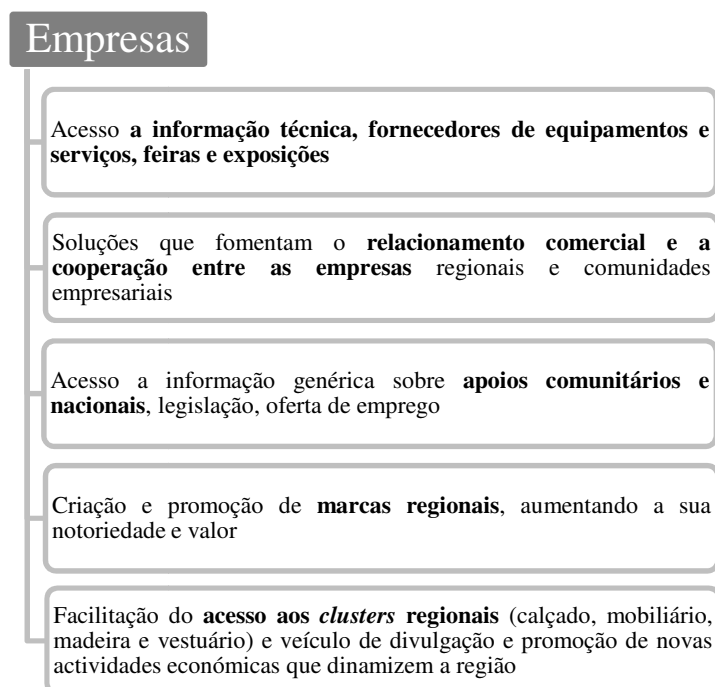 Empresas
Acesso a informação técnica, fornecedores de equipamentos e
serviços, feiras e exposições
Soluções que fomentam o relacionamento comercial e a
cooperação entre as empresas regionais e comunidades
empresariais
Acesso a informação genérica sobre apoios comunitários e
nacionais, legislação, oferta de emprego
Criação e promoção de marcas regionais, aumentando a sua
notoriedade e valor
Facilitação do acesso aos clusters regionais (calçado, mobiliário,
madeira e vestuário) e veículo de divulgação e promoção de novas
actividades económicas que dinamizem a região